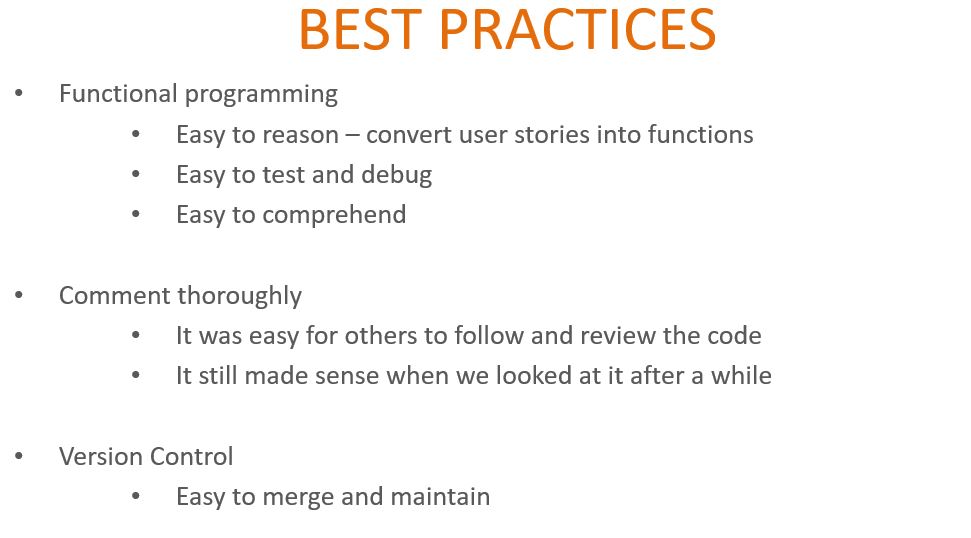 BEST PRACTICES
• Functional programming
• Easy to reason – convert user stories into functions
• Easy to test and debug
• Easy to comprehend
• Comment thoroughly
• It was easy for others to follow and review the code
• It still made sense when we looked at it after a while
• Version Control
• Easy to merge and maintain